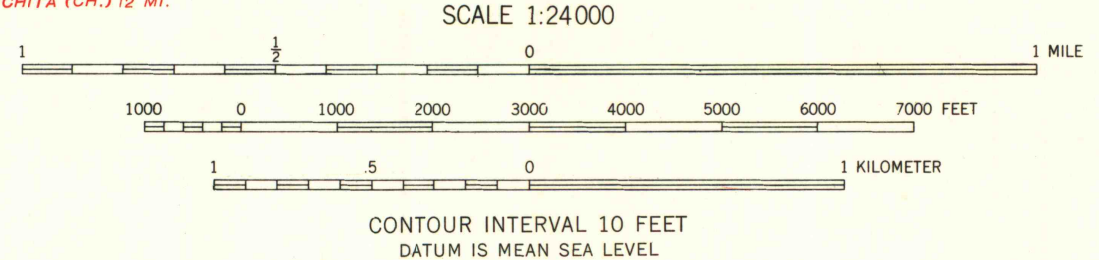 CHITA (CH.) 12 MI.
SCALE 1:24000
1 1/2 0 1 MILE
1000 0 1000 2000 3000 4000 5000 6000 7000 FEET
1 .5 0 1 KILOMETER
CONTOUR INTERVAL 10 FEET
DATUM IS MEAN SEA LEVEL